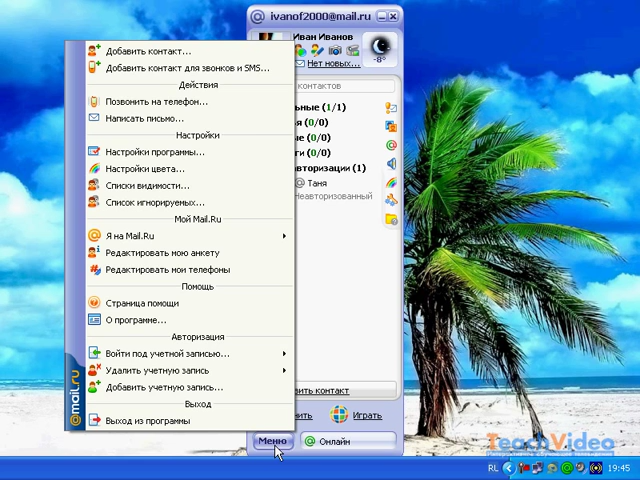 ivanof2000@mail.ru
Иван Иванов
Нет новых...
-8°
контактов
Добавить контакт...
Добавить контакт для звонков и SMS...
Действия
Позвонить на телефон...
Написать письмо...
Настройки
Настройки программы...
Настройки цвета...
Списки видимости...
Список игнорируемых...
Мой Mail.Ru
Я на Mail.Ru
Редактировать мою анкету
Редактировать мои телефоны
Помощь
Страница помощи
О программе...
Авторизация
Войти под учетной записью...
Удалить учетную запись
Добавить учетную запись...
Выход
Выход из программы
@mail.ru
льные (1/1)
я (0/0)
ые (0/0)
ги (0/0)
авторизации (1)
Таня
Неавторизованный
вить контакт
нить
Играть
Меню
Онлайн
TeachVideo
RL
19:45